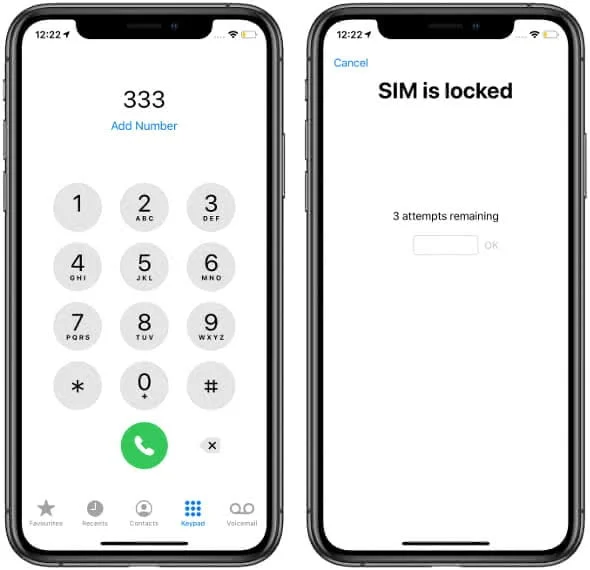 12:22
333
Add Number
1
2
ABC
3
DEF
4
GHI
5
JKL
6
MNO
7
PQRS
8
TUV
9
WXYZ
*
0
+
#
Favourites
Recents
Contacts
Keypad
Voicemail
12:22
Cancel
SIM is locked
3 attempts remaining
OK